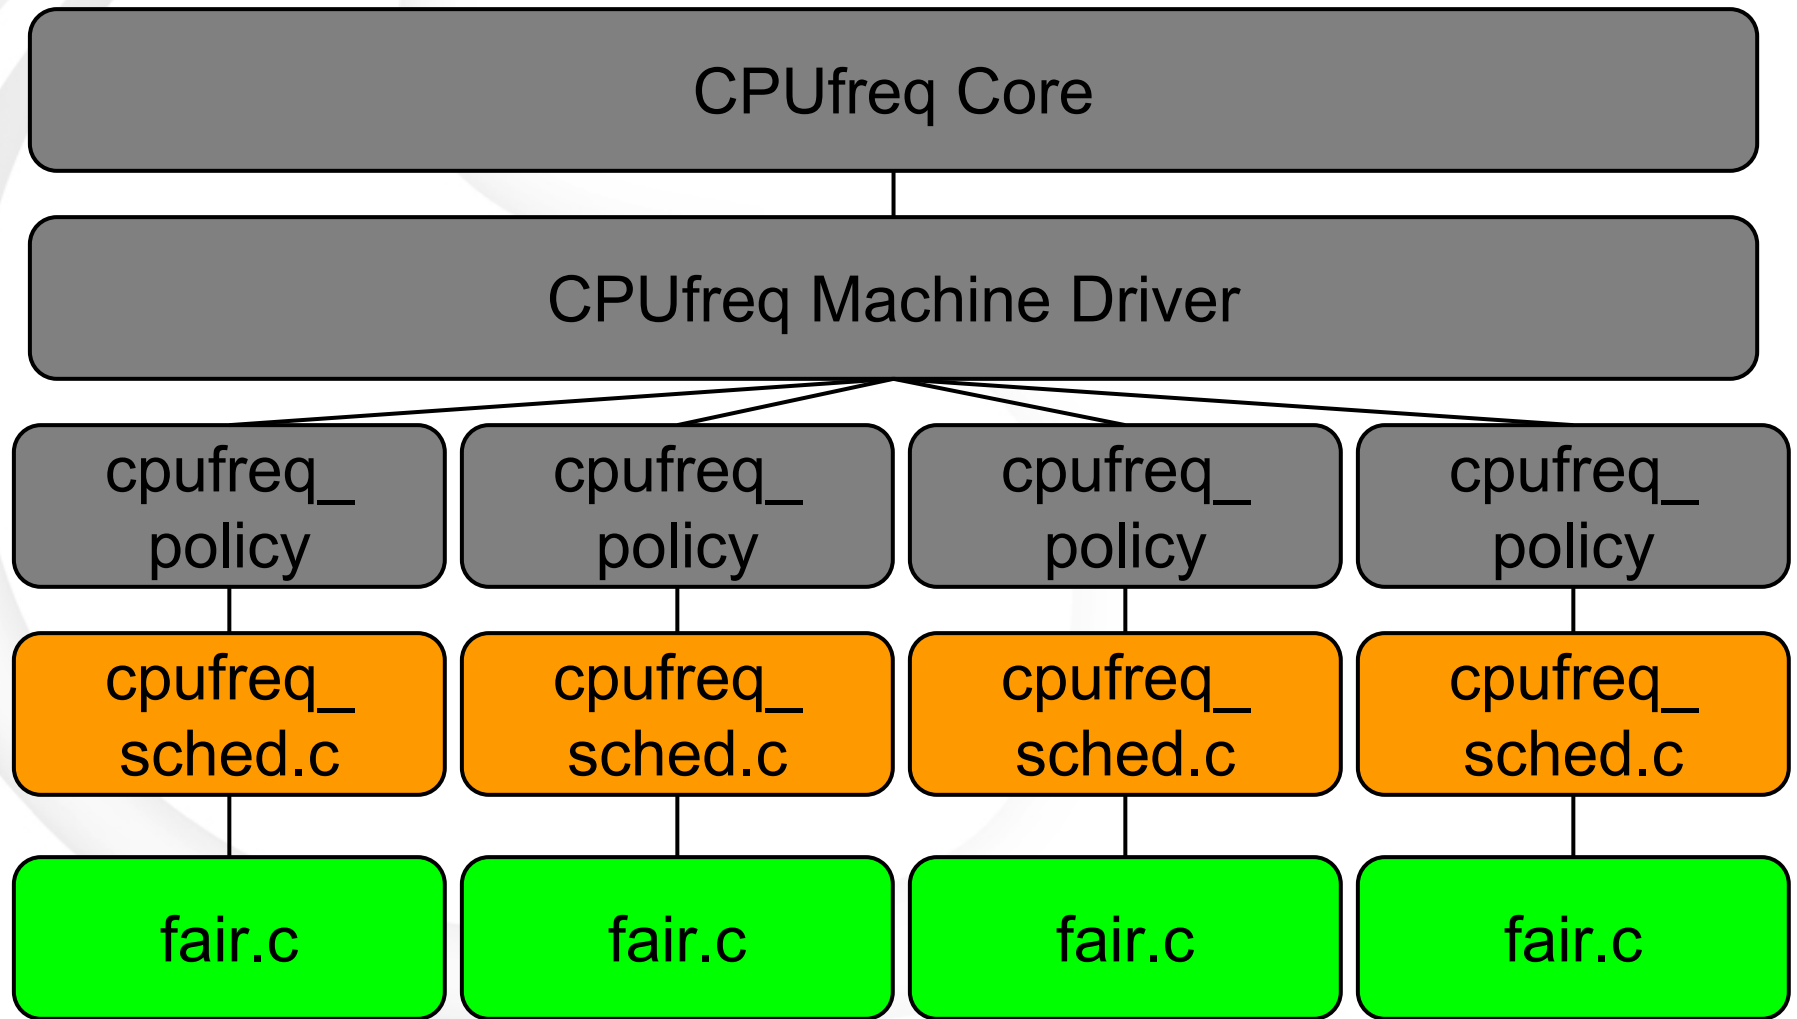 CPUfreq Core
CPUfreq Machine Driver
cpufreq_
policy
cpufreq_
policy
cpufreq_
policy
cpufreq_
policy
cpufreq_
sched.c
cpufreq_
sched.c
cpufreq_
sched.c
cpufreq_
sched.c
fair.c
fair.c
fair.c
fair.c